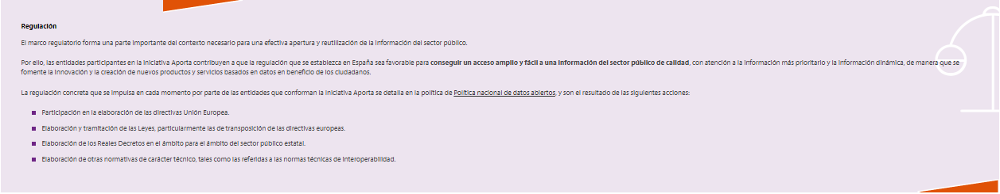 Regulación
El marco regulatorio forma una parte importante del contexto necesario para una efectiva apertura y reutilización de la información del sector público.
Por ello, las entidades participantes en la Iniciativa Aporta contribuyen a que la regulación que se establezca en España sea favorable para conseguir un acceso amplio y fácil a una información del sector público de calidad, con atención a la información más prioritario y la información dinámica, de manera que se
fomente la innovación y la creación de nuevos productos y servicios basados en datos en beneficio de los ciudadanos.
La regulación concreta que se impulsa en cada momento por parte de las entidades que conforman la Iniciativa Aporta se detalla en la política de Política nacional de datos abiertos, y son el resultado de las siguientes acciones:
Participación en la elaboración de las directivas Unión Europea.
Elaboración y tramitación de las Leyes, particularmente las de transposición de las directivas europeas.
Elaboración de los Reales Decretos en el ámbito para el ámbito del sector público estatal.
Elaboración de otras normativas de carácter técnico, tales como las referidas a las normas técnicas de interoperabilidad.